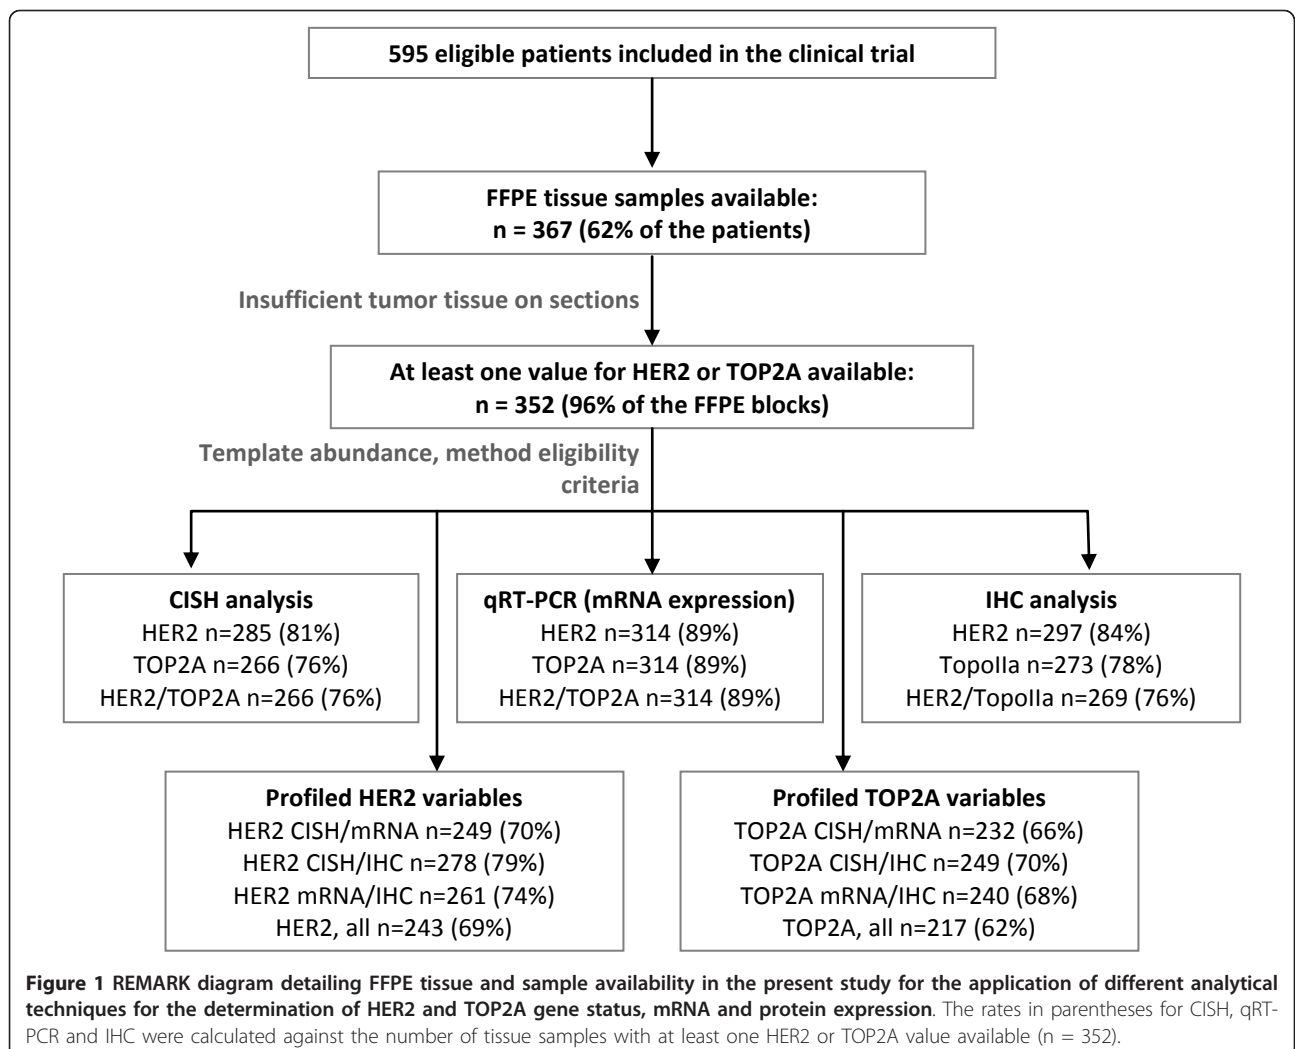 595 eligible patients included in the clinical trial
FFPE tissue samples available:
n = 367 (62% of the patients)
Insufficient tumor tissue on sections
At least one value for HER2 or TOP2A available:
n = 352 (96% of the FFPE blocks)
Template abundance, method eligibility
criteria
CISH analysis
HER2 n=285 (81%)
TOP2A n=266 (76%)
HER2/TOP2A n=266 (76%)
qRT-PCR (mRNA expression)
HER2 n=314 (89%)
TOP2A n=314 (89%)
HER2/TOP2A n=314 (89%)
IHC analysis
HER2 n=297 (84%)
TopoIIa n=273 (78%)
HER2/TopoIIa n=269 (76%)
Profiled HER2 variables
HER2 CISH/mRNA n=249 (70%)
HER2 CISH/IHC n=278 (79%)
HER2 mRNA/IHC n=261 (74%)
HER2, all n=243 (69%)
Profiled TOP2A variables
TOP2A CISH/mRNA n=232 (66%)
TOP2A CISH/IHC n=249 (70%)
TOP2A mRNA/IHC n=240 (68%)
TOP2A, all n=217 (62%)
Figure 1 REMARK diagram detailing FFPE tissue and sample availability in the present study for the application of different analytical
techniques for the determination of HER2 and TOP2A gene status, mRNA and protein expression. The rates in parentheses for CISH, qRT-
PCR and IHC were calculated against the number of tissue samples with at least one HER2 or TOP2A value available (n = 352).